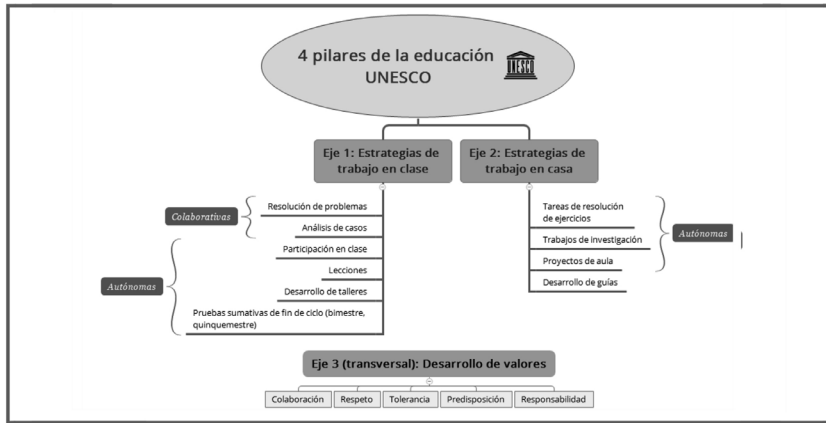 4 pilares de la educación
UNESCO
UNESCO
Eje 1: Estrategias de
trabajo en clase
Eje 2: Estrategias de
trabajo en casa
Colaborativas
Resolución de problemas
Análisis de casos
Autónomas
Participación en clase
Lecciones
Desarrollo de talleres
Pruebas sumativas de fin de ciclo (bimestre,
quinquemestre)
Tareas de resolución
de ejercicios
Trabajos de investigación
Proyectos de aula
Desarrollo de guías
Autónomas
Eje 3 (transversal): Desarrollo de valores
Colaboración
Respeto
Tolerancia
Predisposición
Responsabilidad